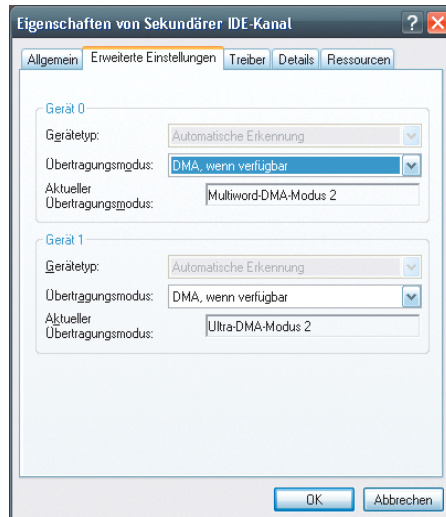 Eigenschaften von Sekundärer IDE-Kanal
Allgemein Erweiterte Einstellungen Treiber Details Ressourcen
Gerät 0
Gerätetyp: Automatische Erkennung
Übertragungsmodus: DMA, wenn verfügbar
Aktueller
Übertragungsmodus: Multiword-DMA-Modus 2
Gerät 1
Gerätetyp: Automatische Erkennung
Übertragungsmodus: DMA, wenn verfügbar
Aktueller
Übertragungsmodus: Ultra-DMA-Modus 2
OK Abbrechen